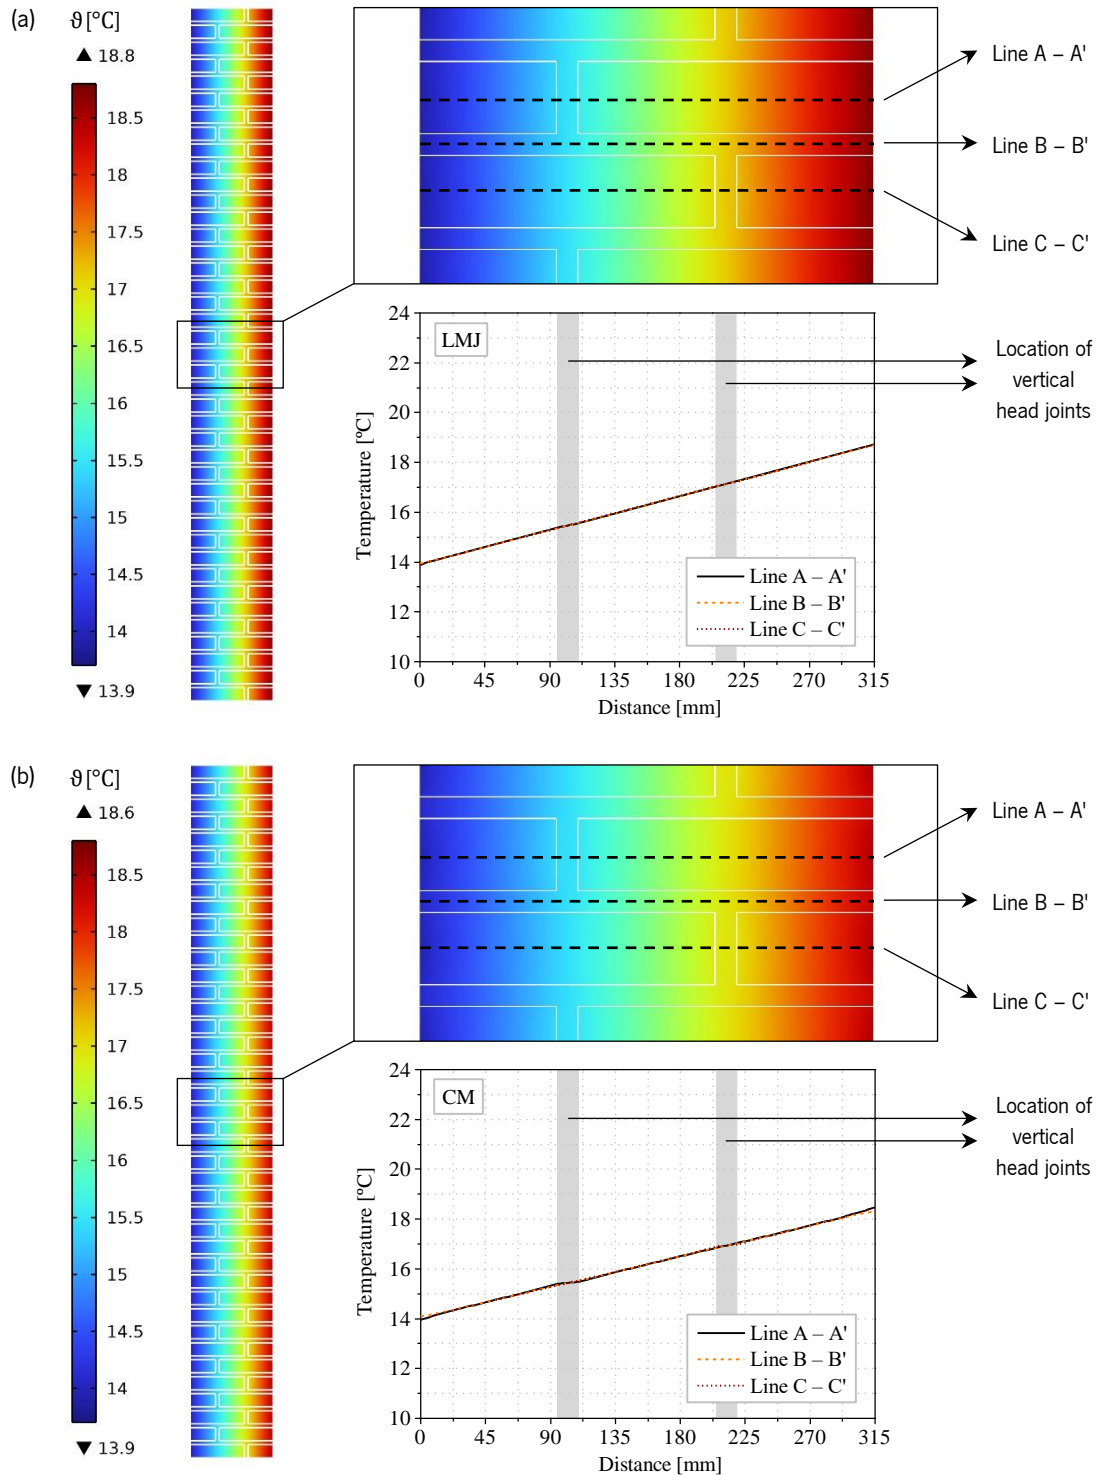 (a)
ϑ[°C]
▲ 18.8
18.5
18
17.5
17
16.5
16
15.5
15
14.5
14
▼ 13.9
Line A – A'
Line B – B'
Line C – C'
LMJ
Temperature [ºC]
24
22
20
18
16
14
12
10
0 45 90 135 180 225 270 315
Distance [mm]
Line A – A'
Line B – B'
Line C – C'
Location of
vertical
head joints
(b)
ϑ[°C]
▲ 18.6
18.5
18
17.5
17
16.5
16
15.5
15
14.5
14
▼ 13.9
Line A – A'
Line B – B'
Line C – C'
CM
Temperature [ºC]
24
22
20
18
16
14
12
10
0 45 90 135 180 225 270 315
Distance [mm]
Line A – A'
Line B – B'
Line C – C'
Location of
vertical
head joints